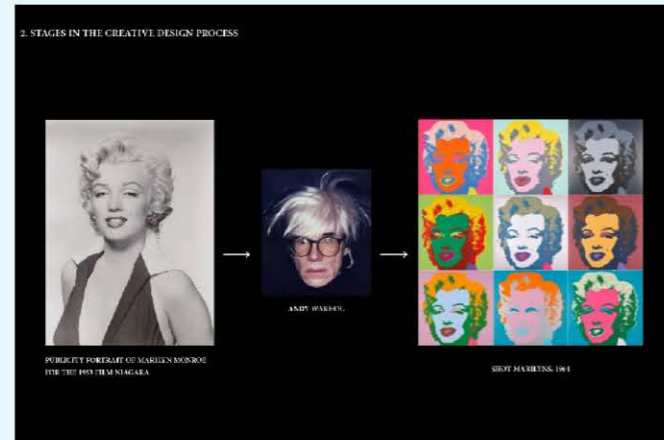 2. STAGES IN THE CREATIVE DESIGN PROCESS
ANDY WARHOL
PUBLICITY PORTRAIT OF MARILYN MONROE
FOR THE 1953 FILM NIAGARA
SHOT MARILYNS, 1964